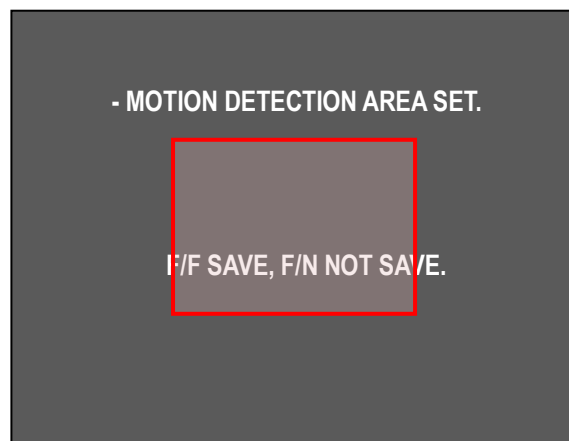 - MOTION DETECTION AREA SET.
F/F SAVE, F/N NOT SAVE.